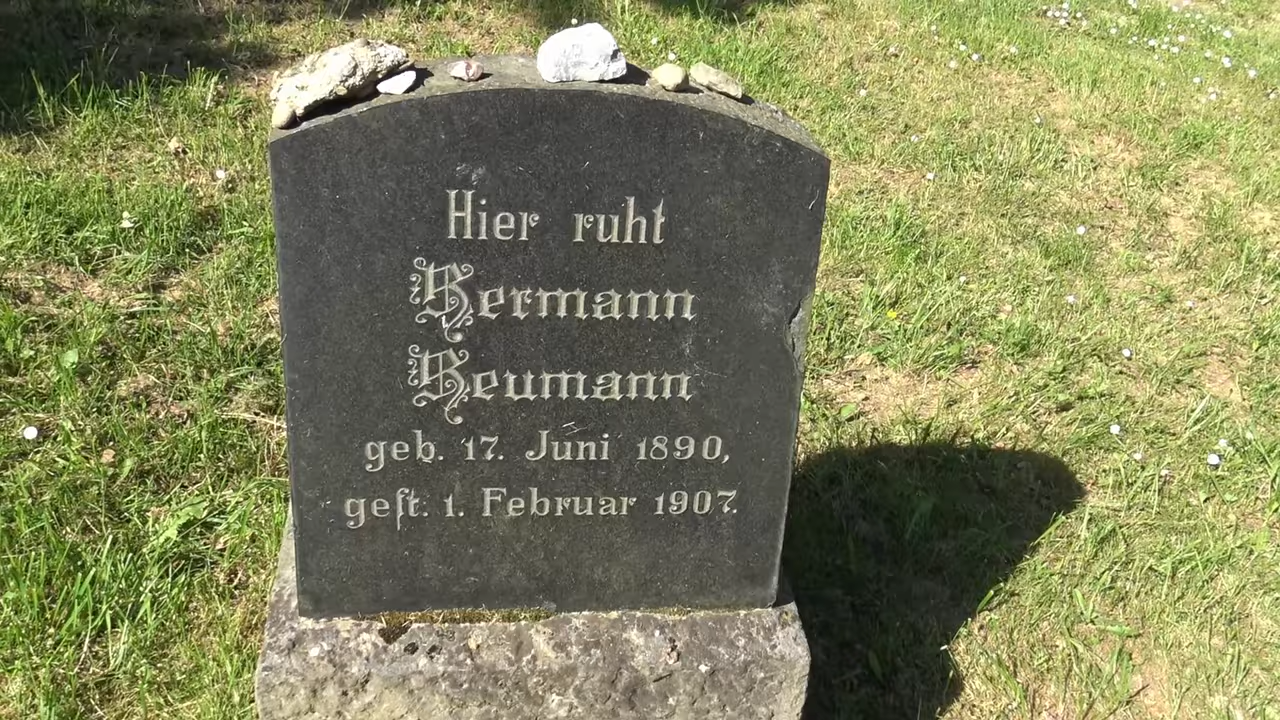 Hier ruht
Hermann
Heumann
geb. 17. Juni 1890,
geſt. 1. Februar 1907.